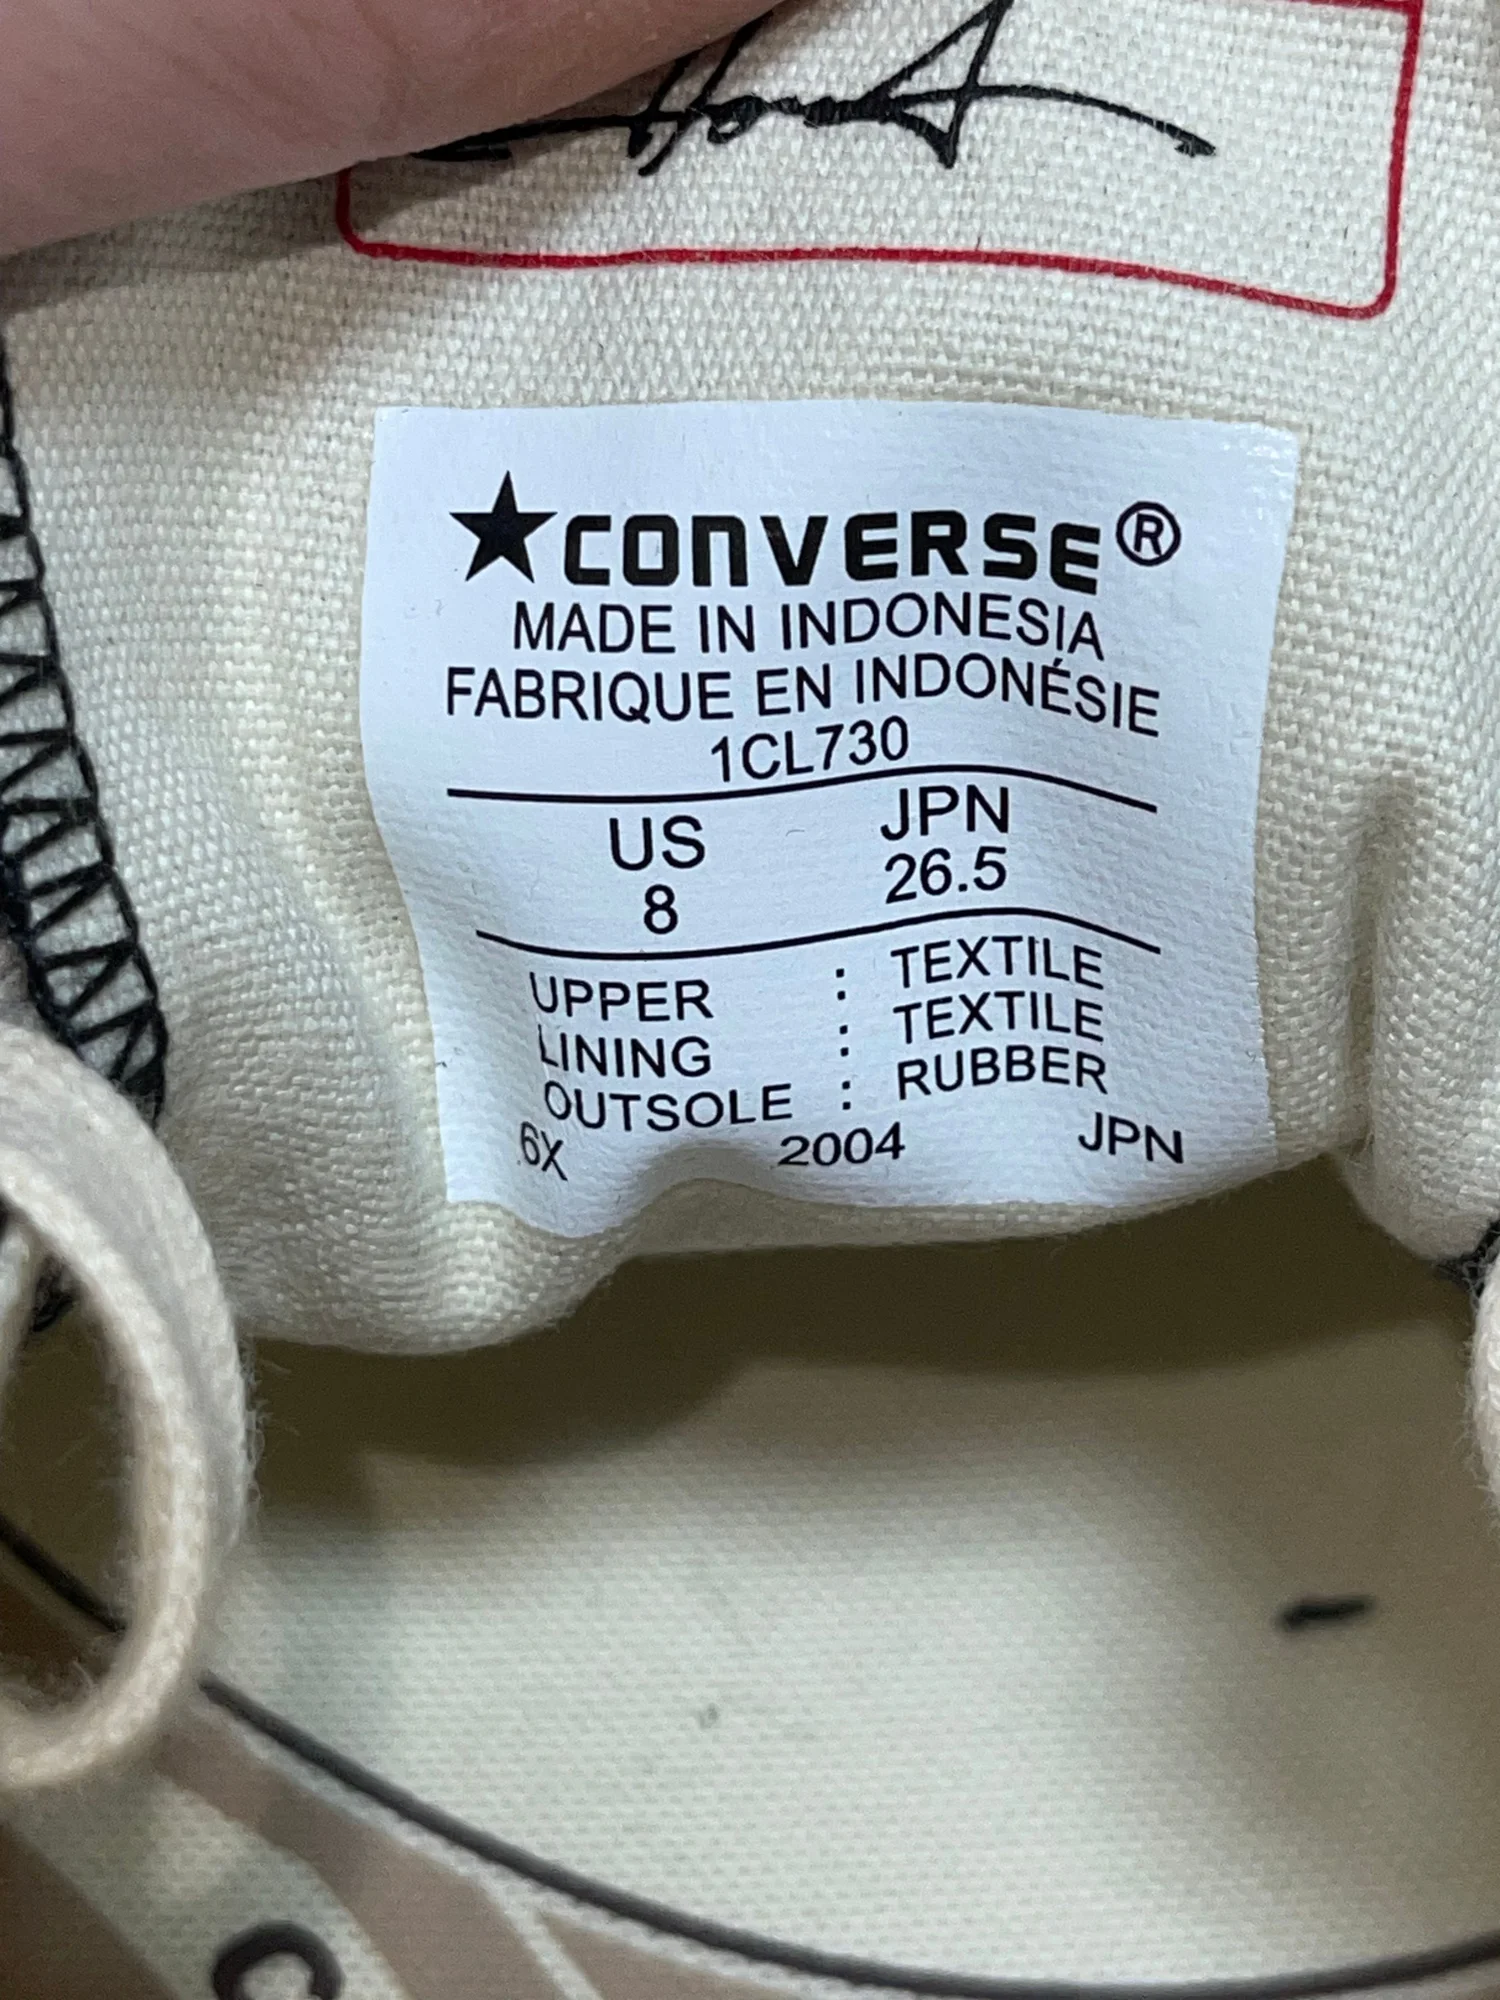 ★CONVERSE®
MADE IN INDONESIA
FABRIQUE EN INDONÉSIE
1CL730
US JPN
8 26.5
UPPER : TEXTILE
LINING : TEXTILE
OUTSOLE : RUBBER
6X 2004 JPN
C